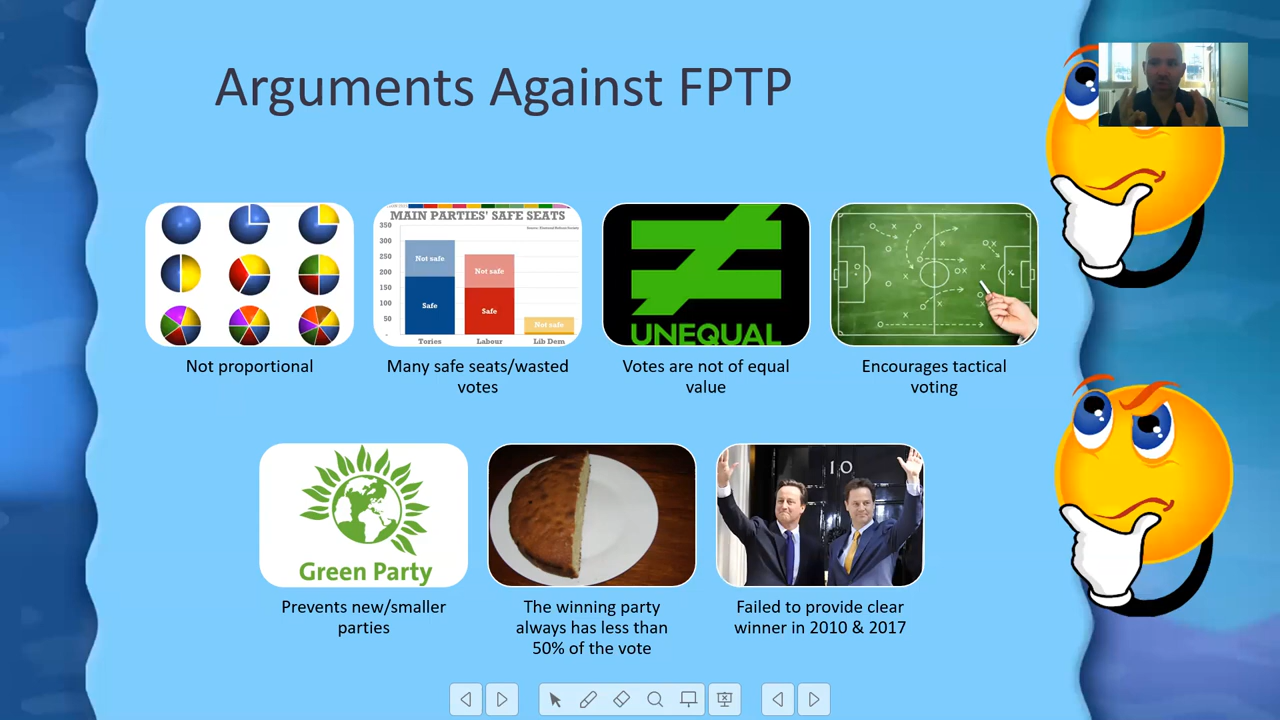 Arguments Against FPTP
MAIN PARTIES' SAFE SEATS
350
300
250
200
150
100
50
Not safe
Safe
Not safe
Safe
Not safe
Tories
Labour
Lib Dem
UNEQUAL
Not proportional
Many safe seats/wasted
votes
Votes are not of equal
value
Encourages tactical
voting
Green Party
10
Prevents new/smaller
parties
The winning party
always has less than
50% of the vote
Failed to provide clear
winner in 2010 & 2017